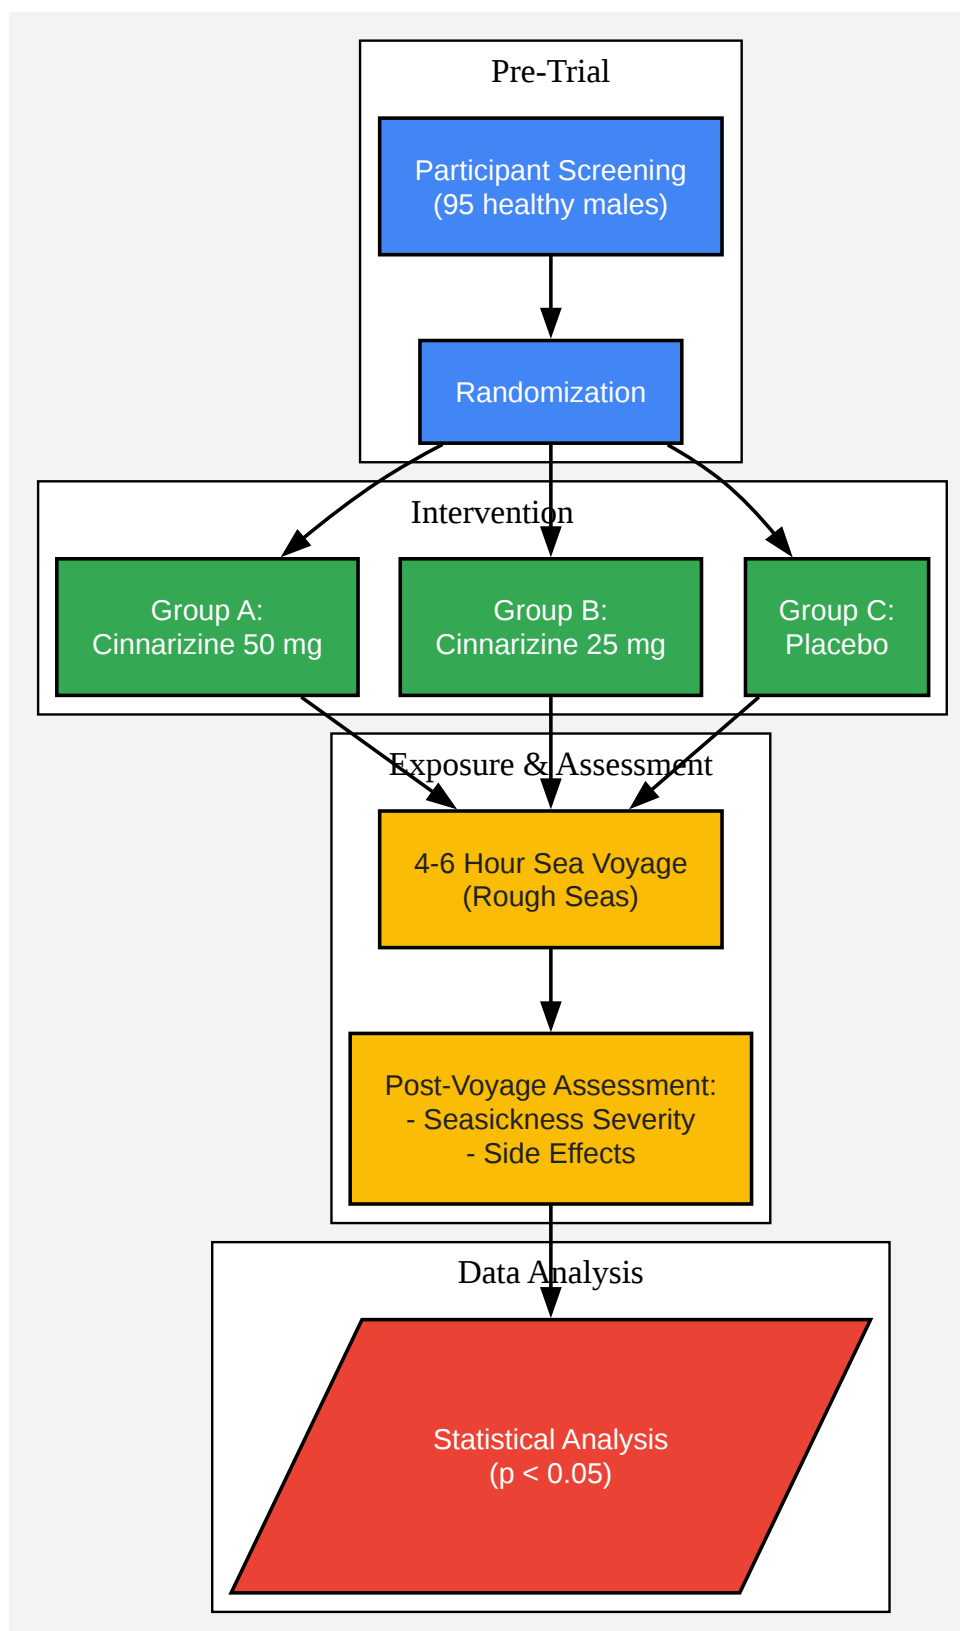 Pre-Trial
Participant Screening
(95 healthy males)
Randomization
Intervention
Group A:
Cinnarizine 50 mg
Group B:
Cinnarizine 25 mg
Group C:
Placebo
Exposure & Assessment
4-6 Hour Sea Voyage
(Rough Seas)
Post-Voyage Assessment:
- Seasickness Severity
- Side Effects
Data Analysis
Statistical Analysis
(p < 0.05)